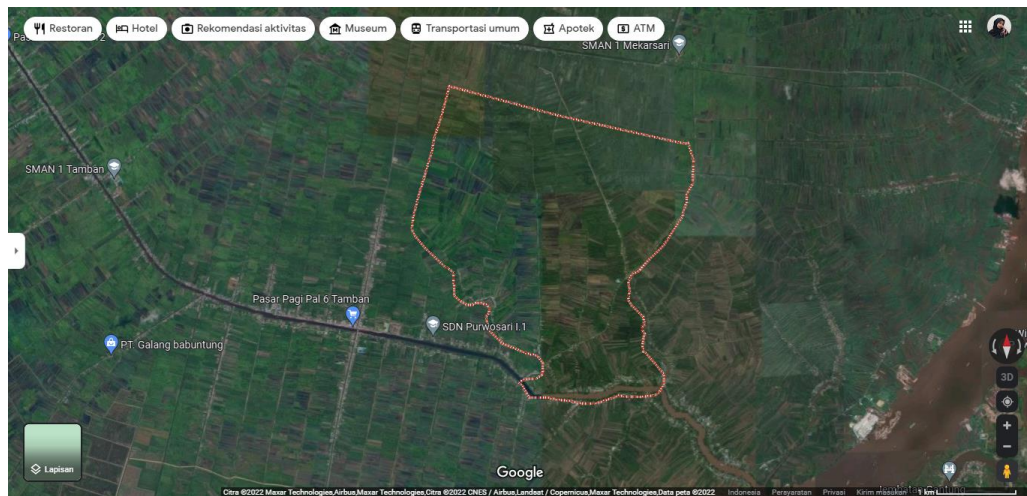 Restoran
Hotel
Rekomendasi aktivitas
Museum
Transportasi umum
Apotek
ATM
SMAN 1 Mekarsari
SMAN 1 Tamban
Pasar Pagi Pal 6 Tamban
SDN Purwosari I.1
PT. Galang babuntung
3D
Lapisan
Google
Citra ©2022 Maxar Technologies,Airbus,Maxar Technologies,Citra ©2022 CNES / Airbus,Landsat / Copernicus,Maxar Technologies,Data peta ©2022 Indonesia Persyaratan Privasi Kirim masukan 1 km